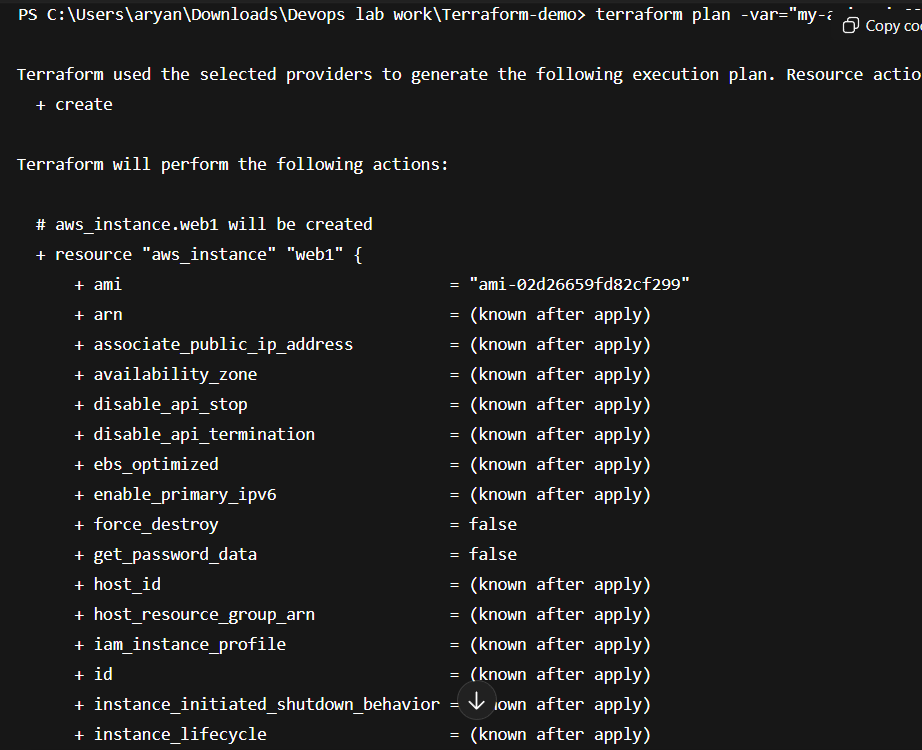 PS C:\Users\aryan\Downloads\Devops lab work\Terraform-demo> terraform plan -var="my-
Copy
Terraform used the selected providers to generate the following execution plan. Resource
+ create
Terraform will perform the following actions:
# aws_instance.web1 will be created
+ resource "aws_instance" "web1" {
+ ami = "ami-02d26659fd82cf299"
+ arn = (known after apply)
+ associate_public_ip_address = (known after apply)
+ availability_zone = (known after apply)
+ disable_api_stop = (known after apply)
+ disable_api_termination = (known after apply)
+ ebs_optimized = (known after apply)
+ enable_primary_ipv6 = (known after apply)
+ force_destroy = false
+ get_password_data = false
+ host_id = (known after apply)
+ host_resource_group_arn = (known after apply)
+ iam_instance_profile = (known after apply)
+ id = (known after apply)
+ instance_initiated_shutdown_behavior = after apply)
+ instance_lifecycle = (known after apply)